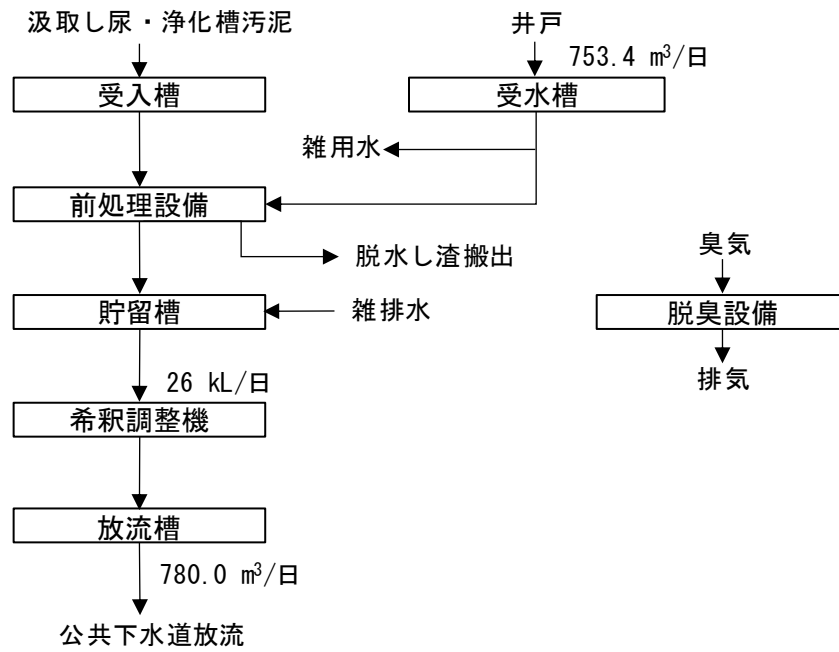 汲取し尿・浄化槽汚泥
井戸
753.4 m³/日
受入槽
受水槽
雑用水
前処理設備
脱水し渣搬出
臭気
貯留槽
雑排水
脱臭設備
排気
26 kL/日
希釈調整機
放流槽
780.0 m³/日
公共下水道放流